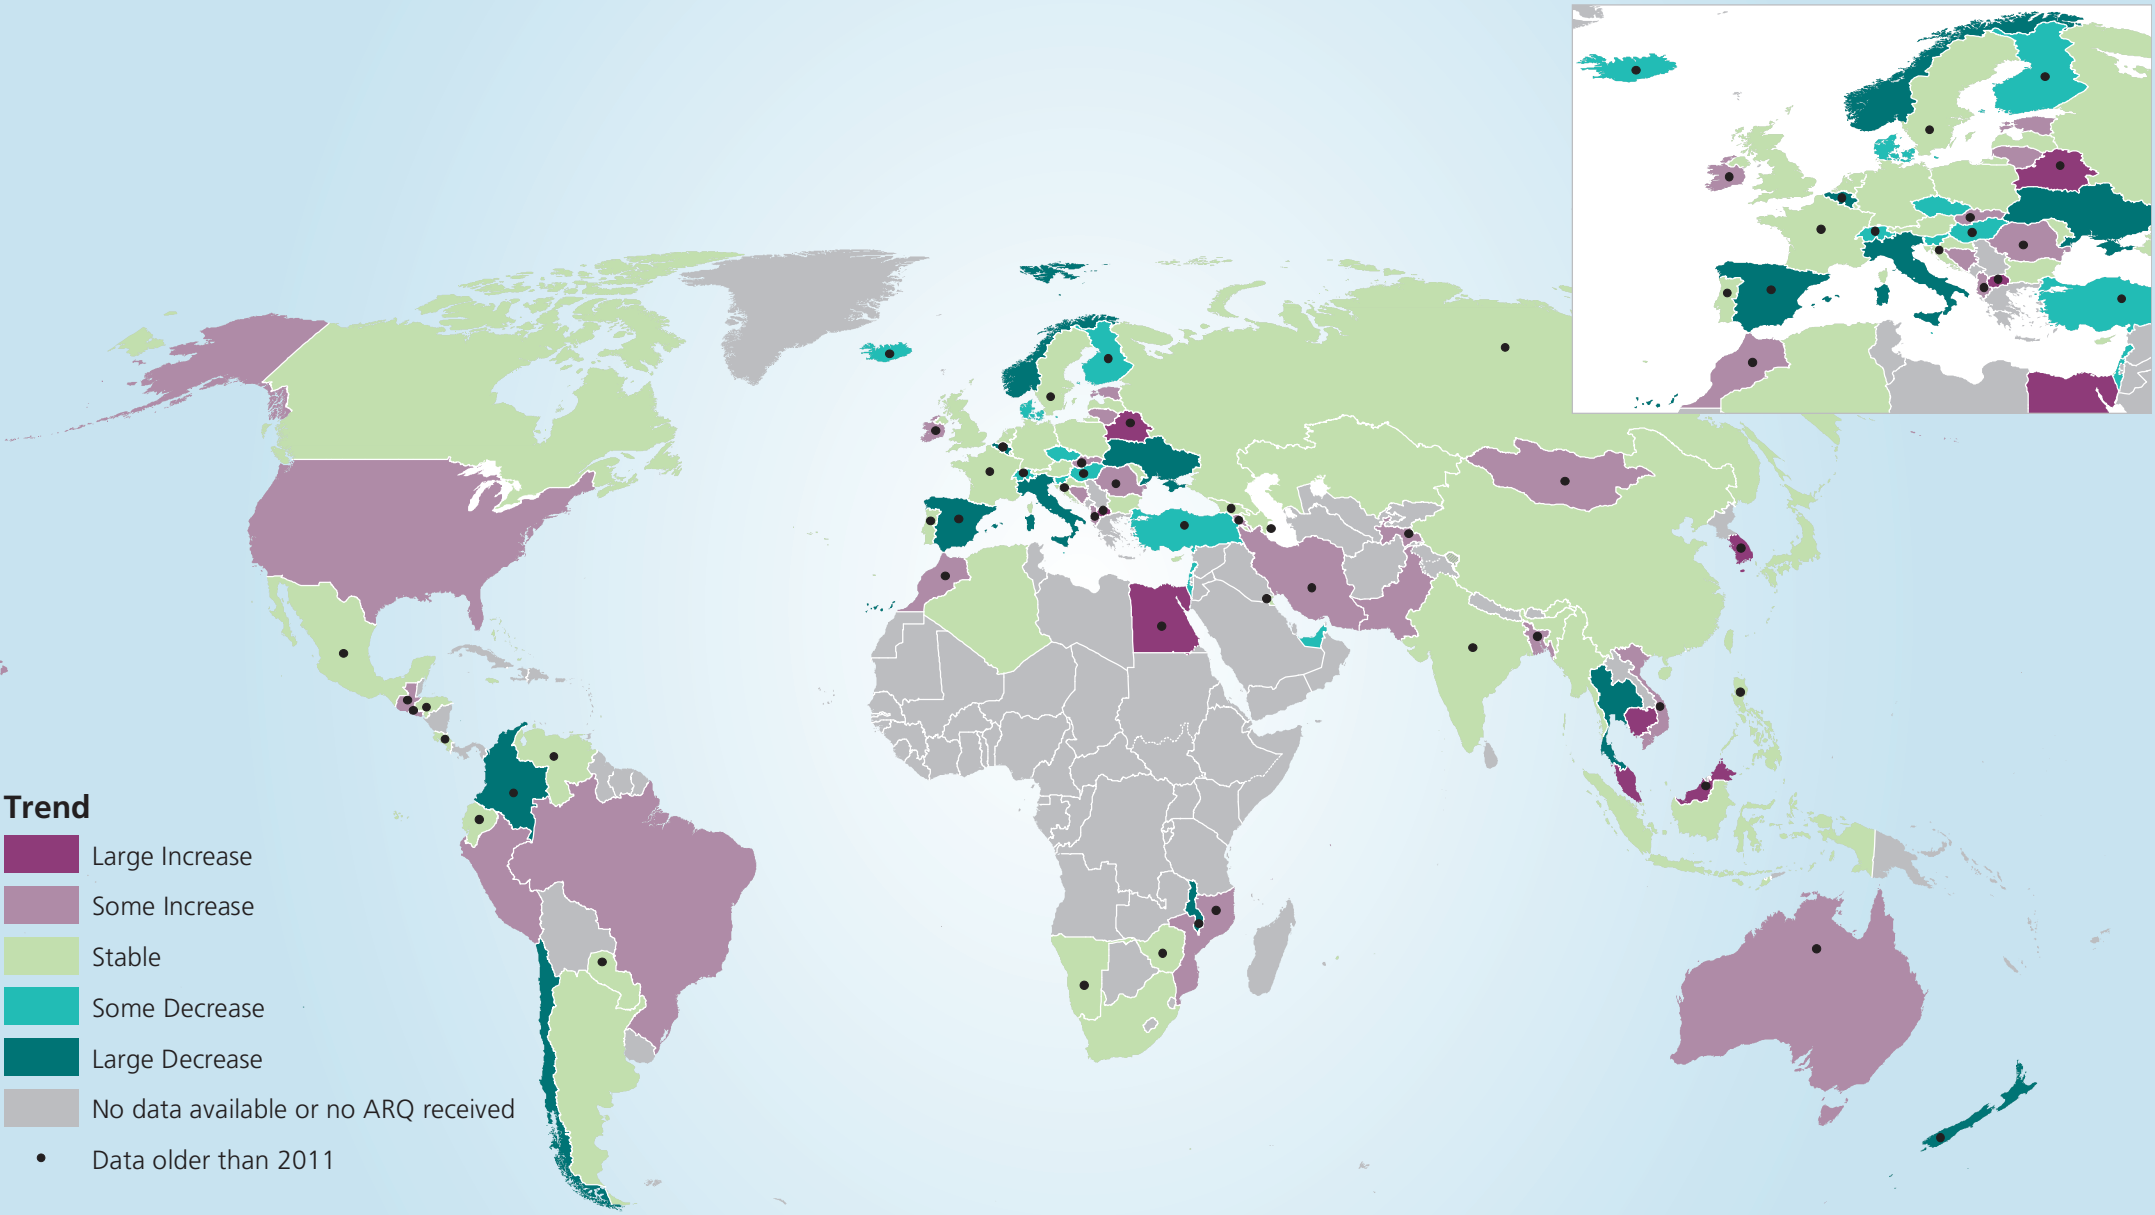 Trend
Large Increase
Some Increase
Stable
Some Decrease
Large Decrease
No data available or no ARQ received
Data older than 2011